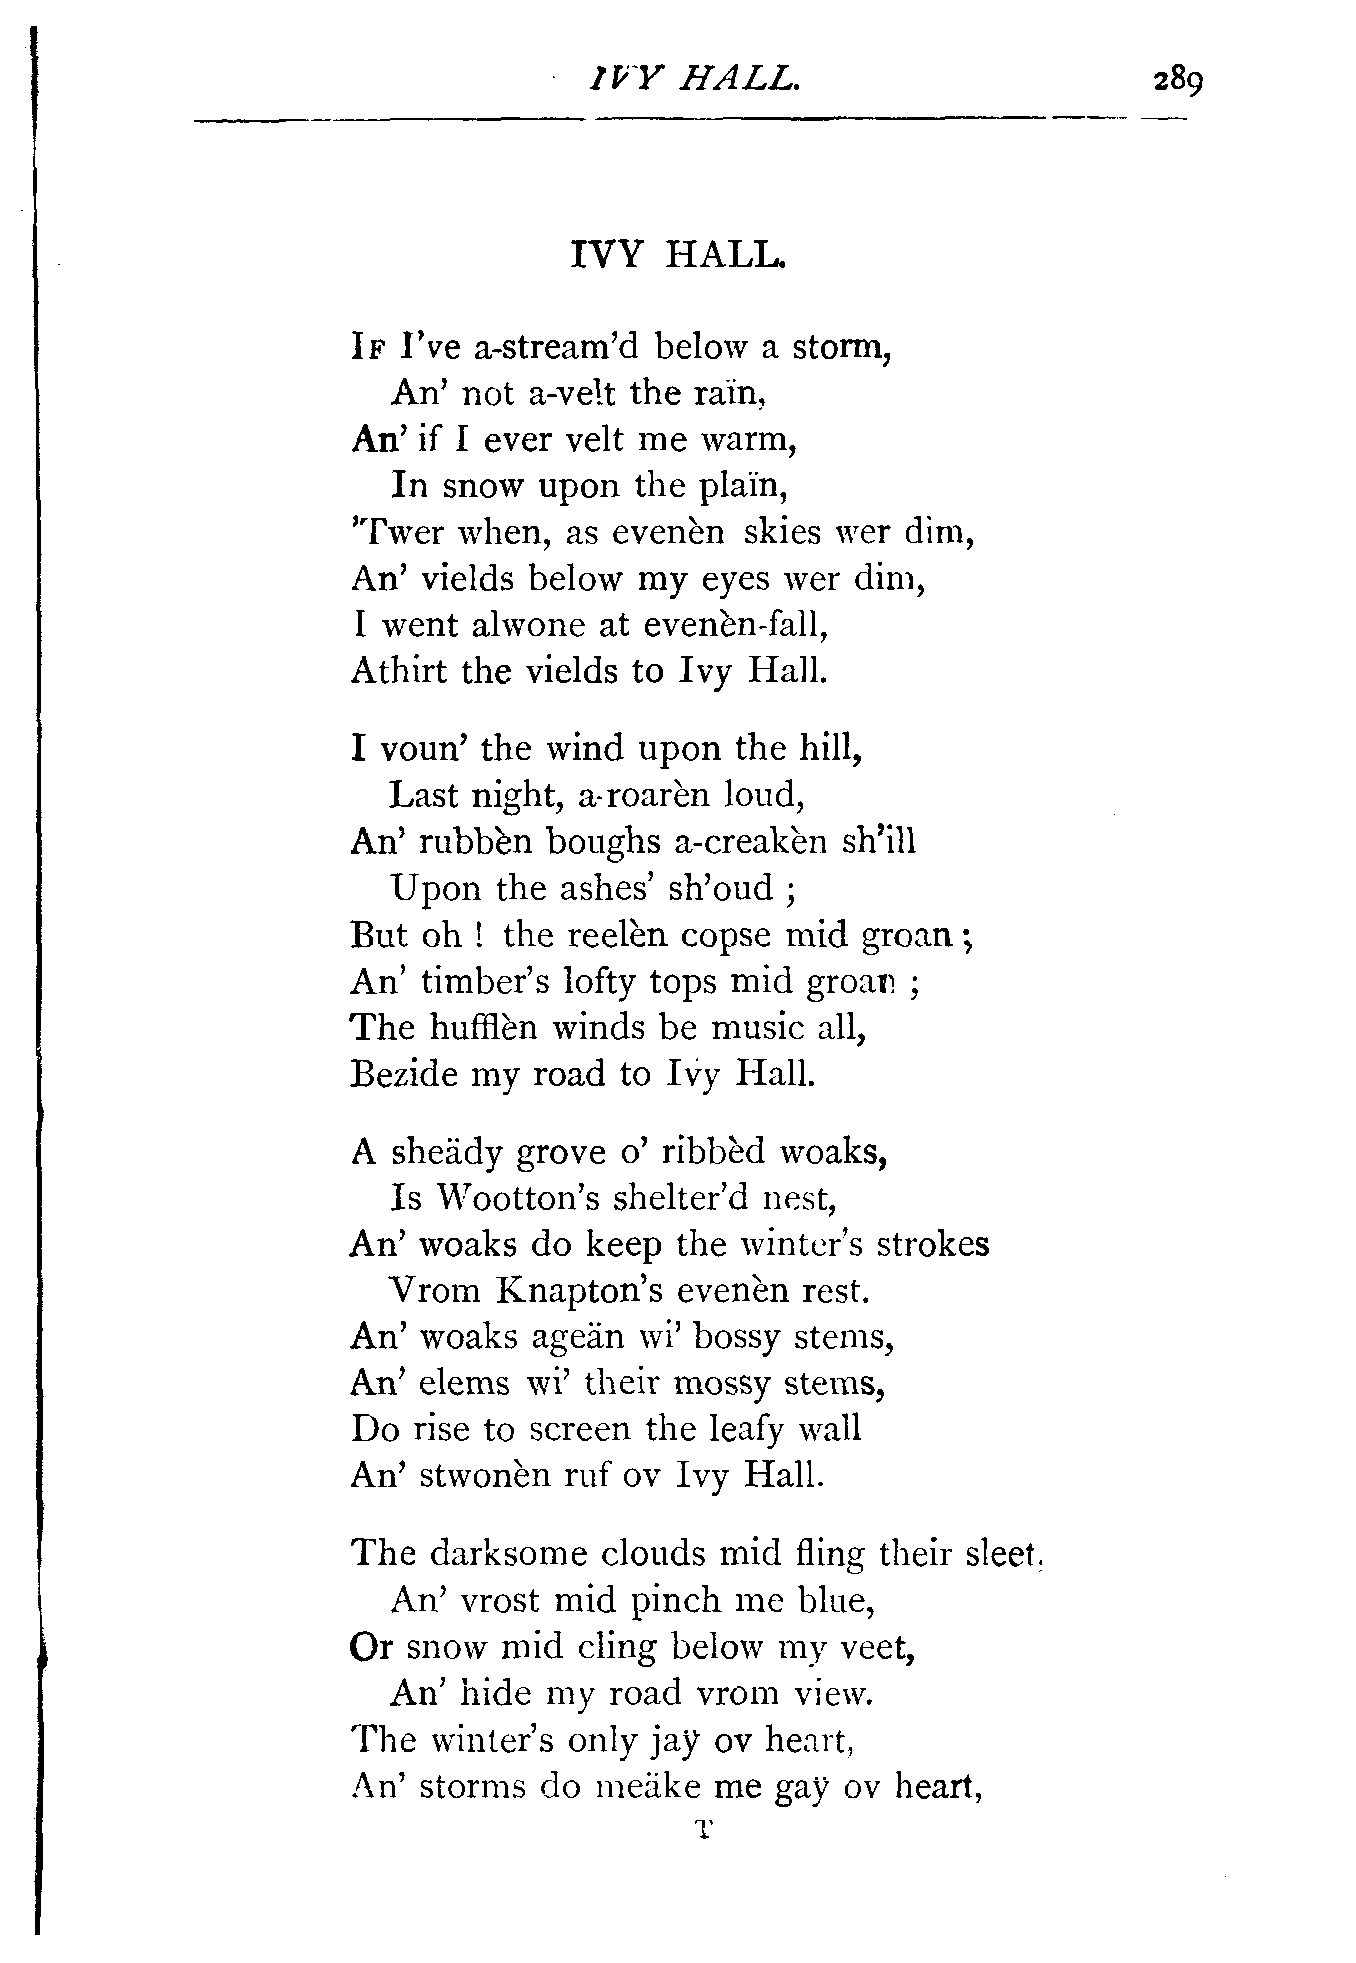 IVY HALL. 289
IVY HALL.
IF I've a-stream'd below a storm,
An' not a-velt the raïn,
An' if I ever velt me warm,
In snow upon the plaïn,
'Twer when, as evenèn skies wer dim,
An' vields below my eyes wer dim,
I went alwone at evenèn-fall,
Athirt the vields to Ivy Hall.
I voun' the wind upon the hill,
Last night, a-roarèn loud,
An' rubbèn boughs a-creakèn sh'ill
Upon the ashes' sh'oud ;
But oh ! the reelèn copse mid groan ;
An' timber's lofty tops mid groan ;
The hufflèn winds be music all,
Bezide my road to Ivy Hall.
A sheädy grove o' ribbèd woaks,
Is Wootton's shelter'd nest,
An' woaks do keep the winter's strokes
Vrom Knapton's evenèn rest.
An' woaks ageän wi' bossy stems,
An' elems wi' their mossy stems,
Do rise to screen the leafy wall
An' stwonèn ruf ov Ivy Hall.
The darksome clouds mid fling their sleet,
An' vrost mid pinch me blue,
Or snow mid cling below my veet,
An' hide my road vrom view.
The winter's only jaÿ ov heart,
An' storms do meäke me gaÿ ov heart,
T